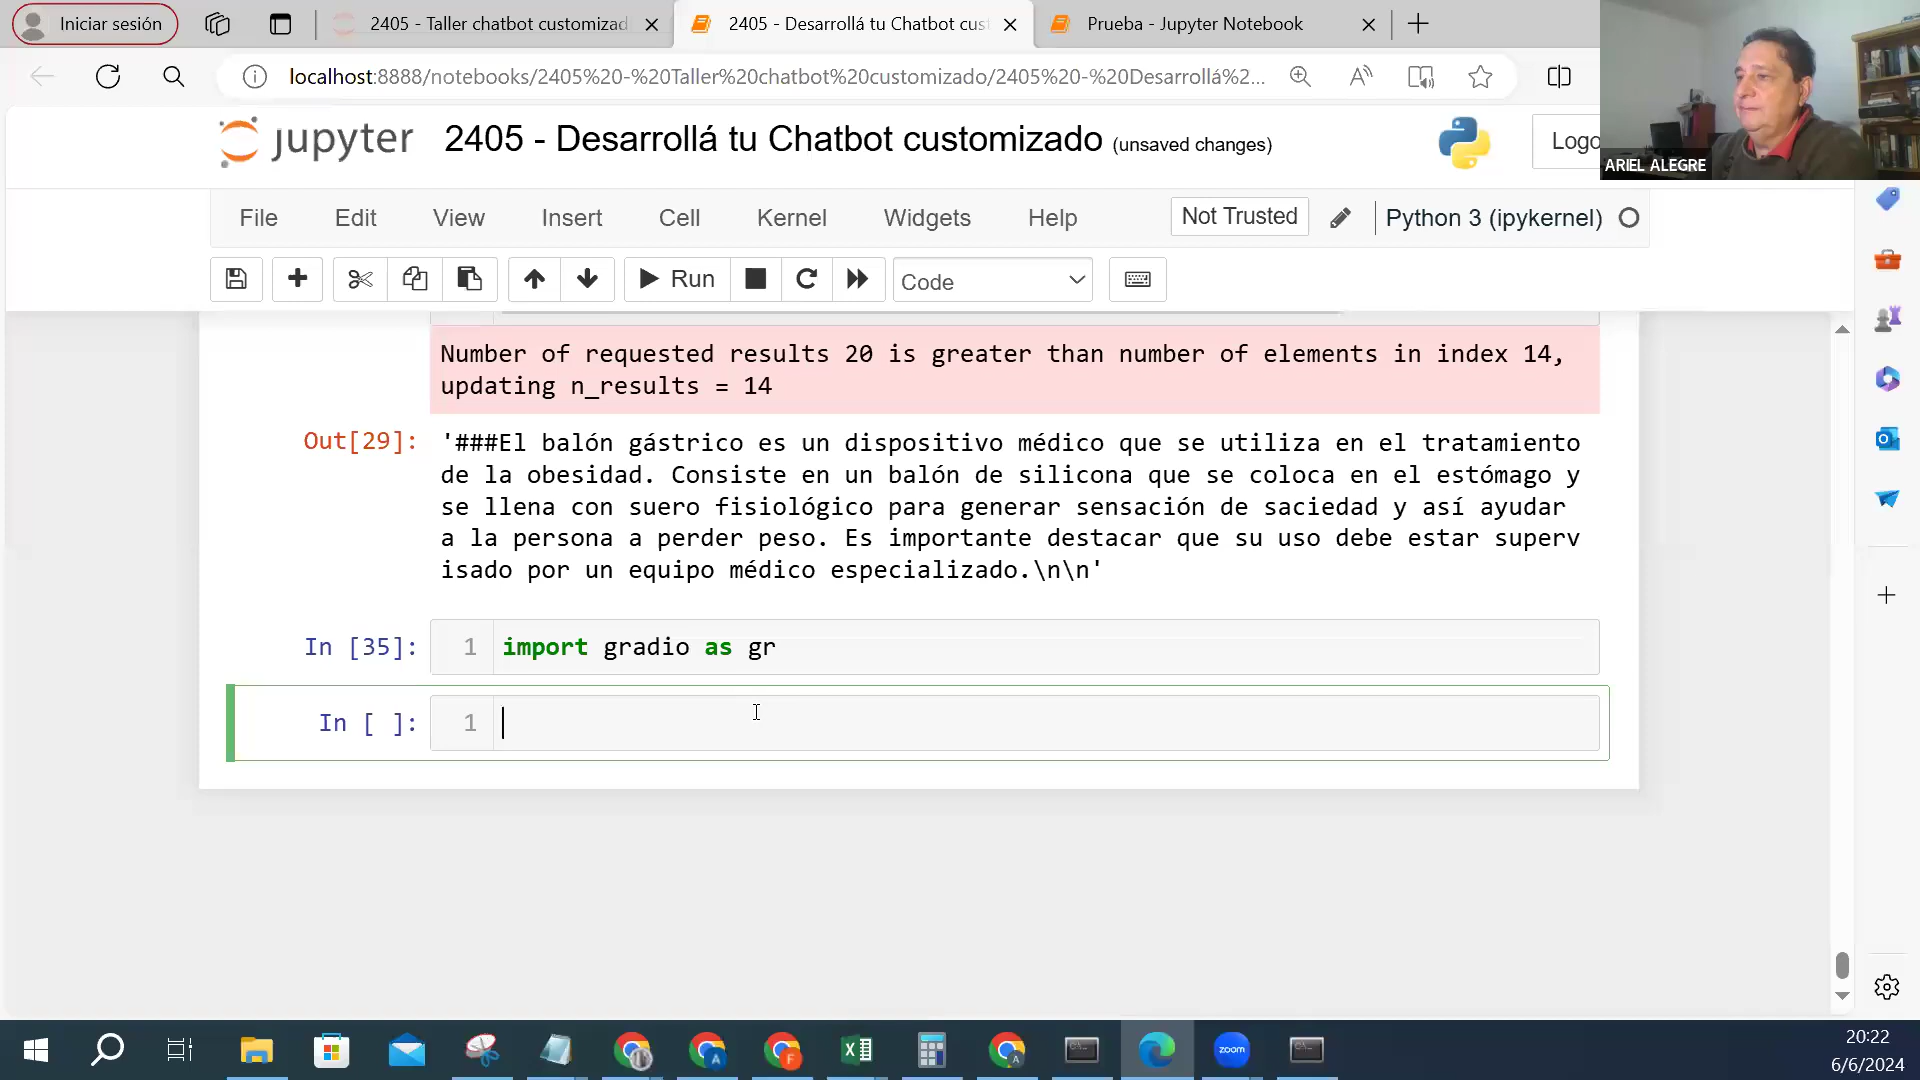 Iniciar sesión
2405 - Taller chatbot customizad
2405 - Desarrollá tu Chatbot cus
Prueba - Jupyter Notebook
localhost:8888/notebooks/2405%20-%20Taller%20chatbot%20customizado/2405%20-%20Desarrollá%2...
jupyter
2405 - Desarrollá tu Chatbot customizado (unsaved changes)
Logo
ARIEL ALEGRE
File Edit View Insert Cell Kernel Widgets Help
Not Trusted
Python 3 (ipykernel)
Run
Code
Number of requested results 20 is greater than number of elements in index 14,
updating n_results = 14
Out[29]: '###El balón gástrico es un dispositivo médico que se utiliza en el tratamiento
de la obesidad. Consiste en un balón de silicona que se coloca en el estómago y
se llena con suero fisiológico para generar sensación de saciedad y así ayudar
a la persona a perder peso. Es importante destacar que su uso debe estar superv
isado por un equipo médico especializado.\n\n'
In [35]: 1 import gradio as gr
In [ ]: 1
zoom
20:22
6/6/2024